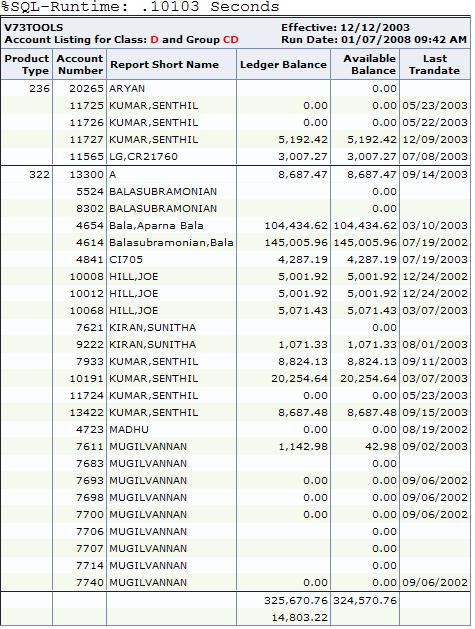 %SQL-Runtime: .10103 Seconds
V73TOOLS Effective: 12/12/2003
Account Listing for Class: D and Group CD Run Date: 01/07/2008 09:42 AM
Product Type Account Number Report Short Name Ledger Balance Available Balance Last Trandate
236 20265 ARYAN 0.00
11725 KUMAR,SENTHIL 0.00 0.00 05/23/2003
11726 KUMAR,SENTHIL 0.00 0.00 05/22/2003
11727 KUMAR,SENTHIL 5,192.42 5,192.42 12/09/2003
11565 LG,CR21760 3,007.27 3,007.27 07/08/2003
322 13300 A 8,687.47 8,687.47 09/14/2003
5524 BALASUBRAMONIAN 0.00
8302 BALASUBRAMONIAN 0.00
4654 Bala,Aparna Bala 104,434.62 104,434.62 03/10/2003
4614 Balasubramonian,Bala 145,005.96 145,005.96 07/19/2002
4841 CI705 4,287.19 4,287.19 07/19/2003
10008 HILL,JOE 5,001.92 5,001.92 12/24/2002
10012 HILL,JOE 5,001.92 5,001.92 12/24/2002
10068 HILL,JOE 5,071.43 5,071.43 03/07/2003
7621 KIRAN,SUNITHA 0.00
9222 KIRAN,SUNITHA 1,071.33 1,071.33 08/01/2003
7933 KUMAR,SENTHIL 8,824.13 8,824.13 09/11/2003
10191 KUMAR,SENTHIL 20,254.64 20,254.64 03/07/2003
11724 KUMAR,SENTHIL 0.00 0.00 05/23/2003
13422 KUMAR,SENTHIL 8,687.48 8,687.48 09/15/2003
4723 MADHU 0.00 0.00 08/19/2002
7611 MUGILVANNAN 1,142.98 42.98 09/02/2003
7683 MUGILVANNAN 0.00
7693 MUGILVANNAN 0.00 0.00 09/06/2002
7698 MUGILVANNAN 0.00 0.00 09/06/2002
7700 MUGILVANNAN 0.00 0.00 09/06/2002
7706 MUGILVANNAN 0.00
7707 MUGILVANNAN 0.00
7714 MUGILVANNAN 0.00
7740 MUGILVANNAN 0.00 0.00 09/06/2002
325,670.76 324,570.76
14,803.22